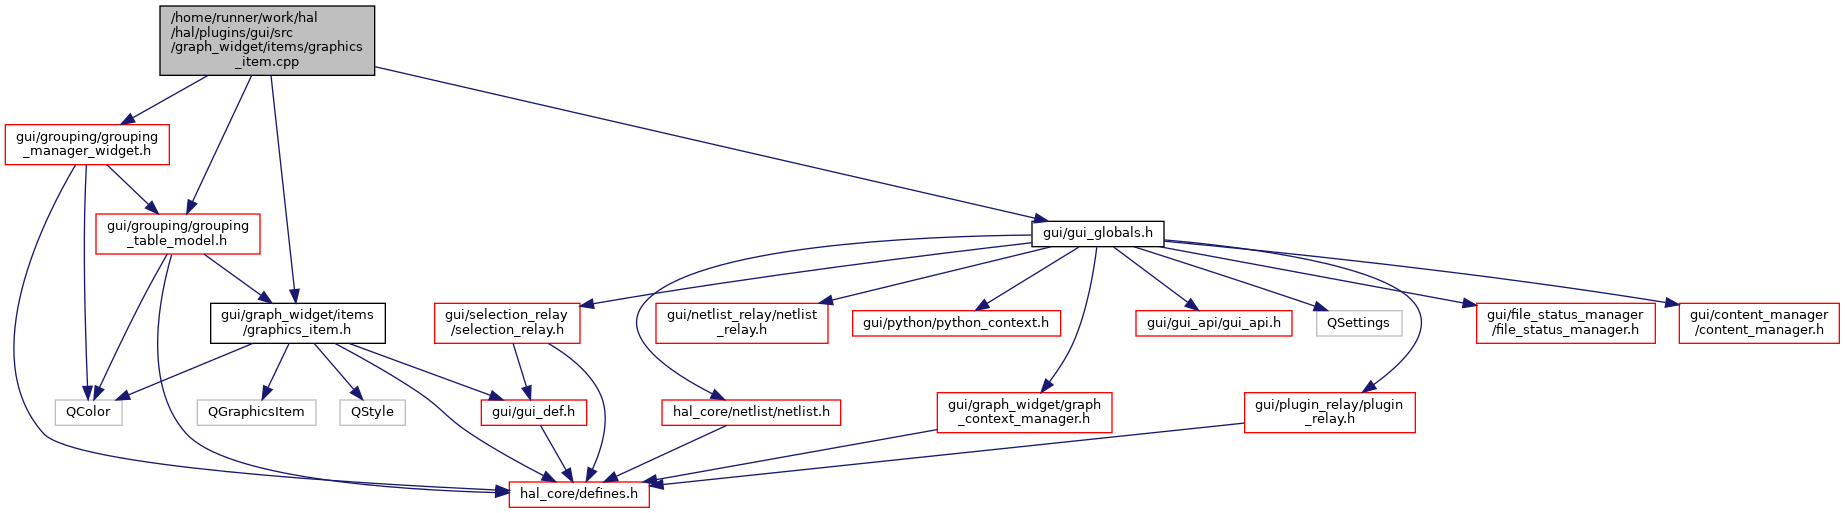 /home/runner/work/hal
/hal/plugins/gui/src
/graph_widget/items/graphics
_item.cpp
gui/grouping/grouping
_manager_widget.h
gui/grouping/grouping
_table_model.h
gui/gui_globals.h
gui/graph_widget/items
/graphics_item.h
gui/selection_relay
/selection_relay.h
gui/netlist_relay/netlist
_relay.h
gui/python/python_context.h
gui/gui_api/gui_api.h
QSettings
gui/file_status_manager
/file_status_manager.h
gui/content_manager
/content_manager.h
QColor
QGraphicsItem
QStyle
gui/gui_def.h
hal_core/netlist/netlist.h
gui/graph_widget/graph
_context_manager.h
gui/plugin_relay/plugin
_relay.h
hal_core/defines.h